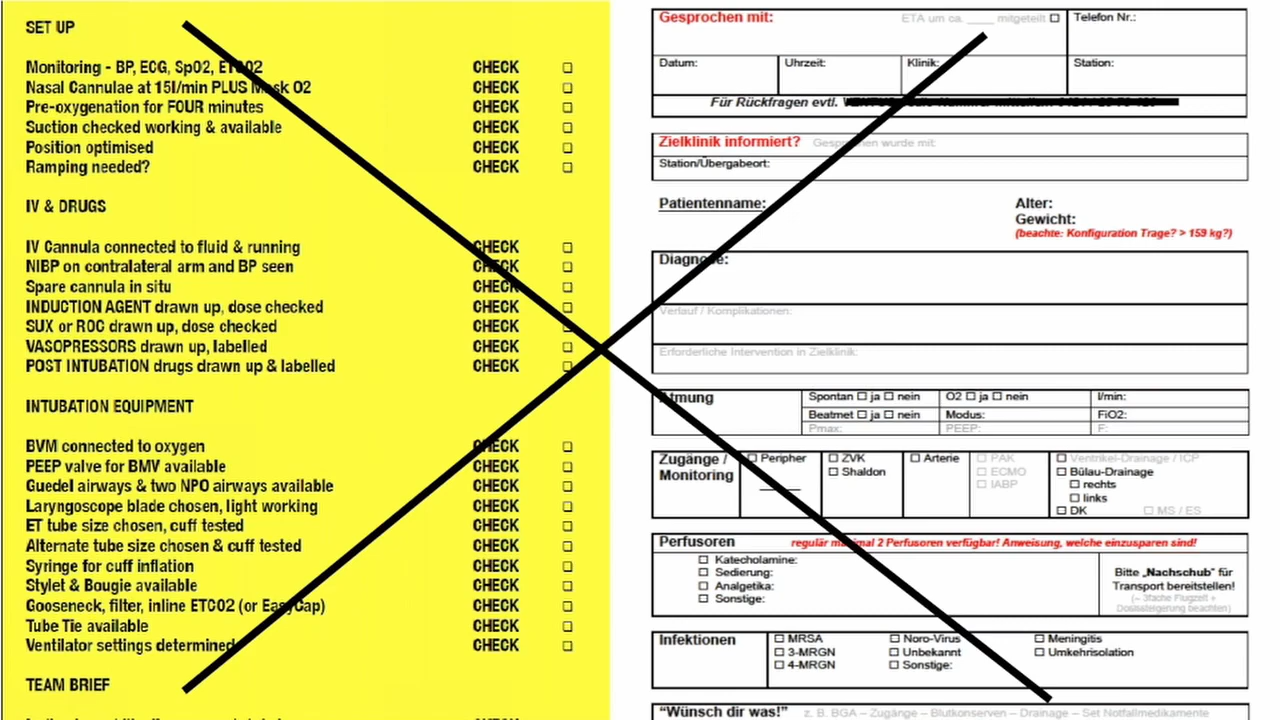 SET UP
Monitoring - BP, ECG, SpO2, ETCO2 CHECK
Nasal Cannulae at 15l/min PLUS Mask O2 CHECK
Pre-oxygenation for FOUR minutes CHECK
Suction checked working & available CHECK
Position optimised CHECK
Ramping needed? CHECK
IV & DRUGS
IV Cannula connected to fluid & running CHECK
NIBP on contralateral arm and BP seen CHECK
Spare cannula in situ CHECK
INDUCTION AGENT drawn up, dose checked CHECK
SUX or ROC drawn up, dose checked CHECK
VASOPRESSORS drawn up, labelled CHECK
POST INTUBATION drugs drawn up & labelled CHECK
INTUBATION EQUIPMENT
BVM connected to oxygen CHECK
PEEP valve for BMV available CHECK
Guedel airways & two NPO airways available CHECK
Laryngoscope blade chosen, light working CHECK
ET tube size chosen, cuff tested CHECK
Alternate tube size chosen & cuff tested CHECK
Syringe for cuff inflation CHECK
Stylet & Bougie available CHECK
Gooseneck, filter, inline ETCO2 (or EasyCap) CHECK
Tube Tie available CHECK
Ventilator settings determined CHECK
TEAM BRIEF
Gesprochen mit: ETA um ca. ____ mitgeteilt ☐ Telefon Nr.:
Datum: Uhrzeit: Klinik: Station:
Für Rückfragen evtl.
Zielklinik informiert? Gesprochen wurde mit:
Station/Übergabeort:
Patientenname: Alter:
Gewicht:
(beachte: Konfiguration Trage? > 159 kg?)
Diagnose:
Verlauf / Komplikationen:
Erforderliche Intervention in Zielklinik:
Atmung Spontan ☐ ja ☐ nein O2 ☐ ja ☐ nein l/min:
Beatmet ☐ ja ☐ nein Modus: FiO2:
Pmax: PEEP: F:
Zugänge / ☐ Peripher ☐ ZVK ☐ Arterie ☐ PAK ☐ Ventrikel-Drainage / ICP
Monitoring ☐ Shaldon ☐ ECMO ☐ Bülau-Drainage
☐ IABP ☐ rechts
☐ links
☐ DK ☐ MS / ES
Perfusoren regulär maximal 2 Perfusoren verfügbar! Anweisung, welche einzusparen sind!
☐ Katecholamine:
☐ Sedierung: Bitte „Nachschub" für
☐ Analgetika: Transport bereitstellen!
☐ Sonstige: (~ 3fache Flugzeit +
Dosissteigerung beachten)
Infektionen ☐ MRSA ☐ Noro-Virus ☐ Meningitis
☐ 3-MRGN ☐ Unbekannt ☐ Umkehrisolation
☐ 4-MRGN ☐ Sonstige:
"Wünsch dir was!" z. B. BGA – Zugänge – Blutkonserven – Drainage – Set Notfallmedikamente